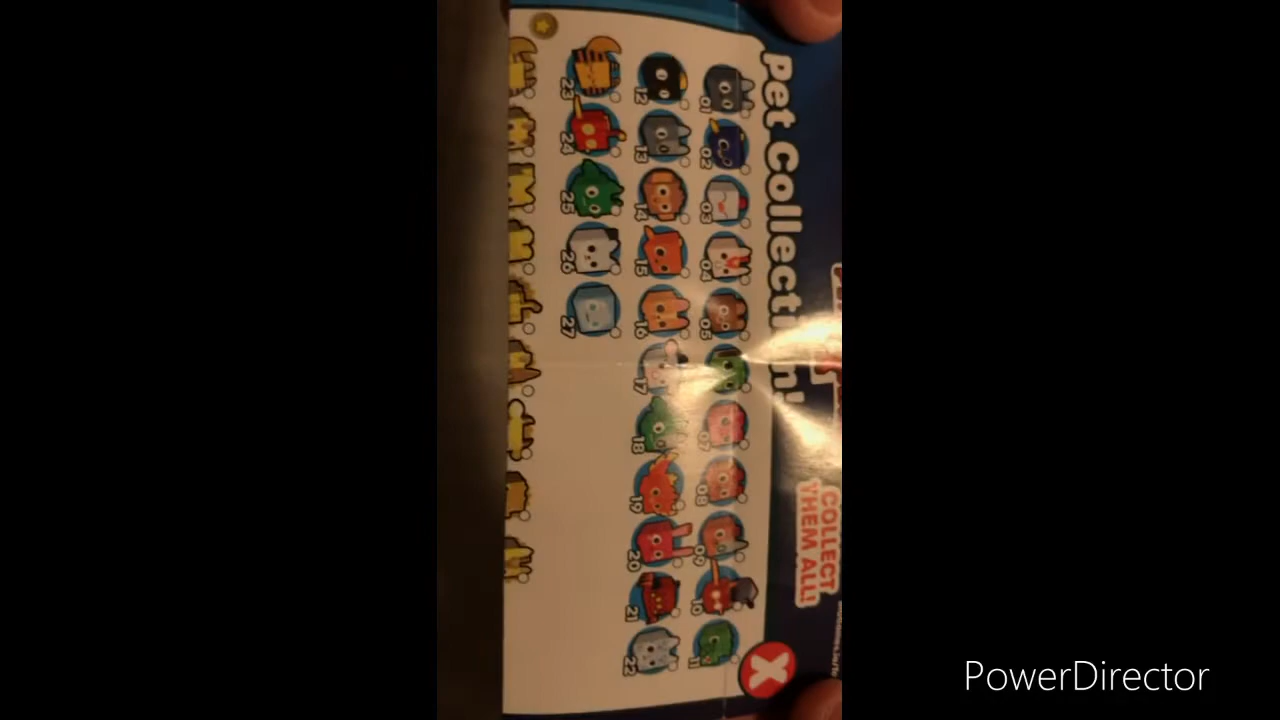 Pet Collection!
COLLECT
THEM ALL!
X
01 02 03 04 05 07 08 09 10 11
12 13 14 15 16 17 18 19 20 21 22
23 24 25 26 27
PowerDirector